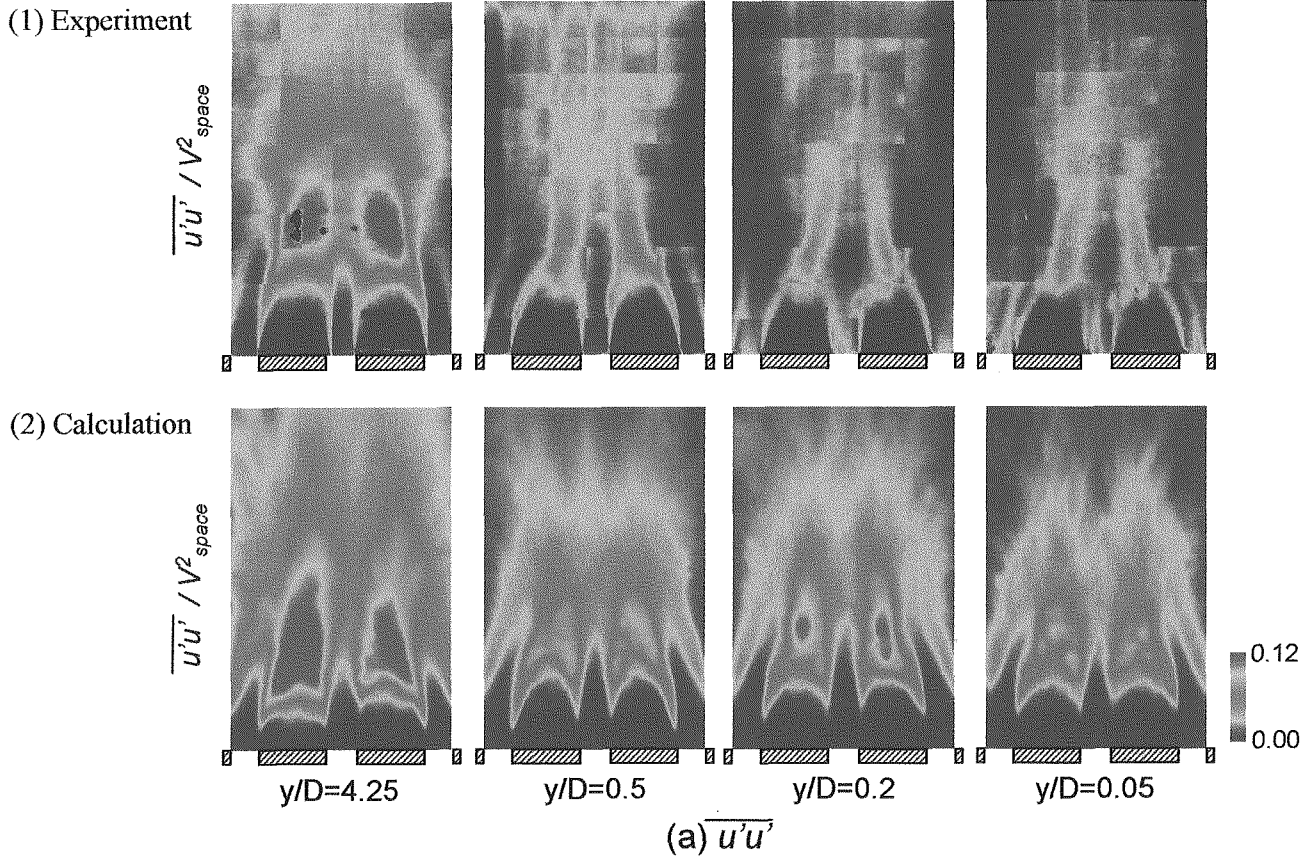 (1) Experiment
u'u' / V²space
(2) Calculation
u'u' / V²space
0.12
0.00
y/D=4.25
y/D=0.5
y/D=0.2
y/D=0.05
(a) u'u'